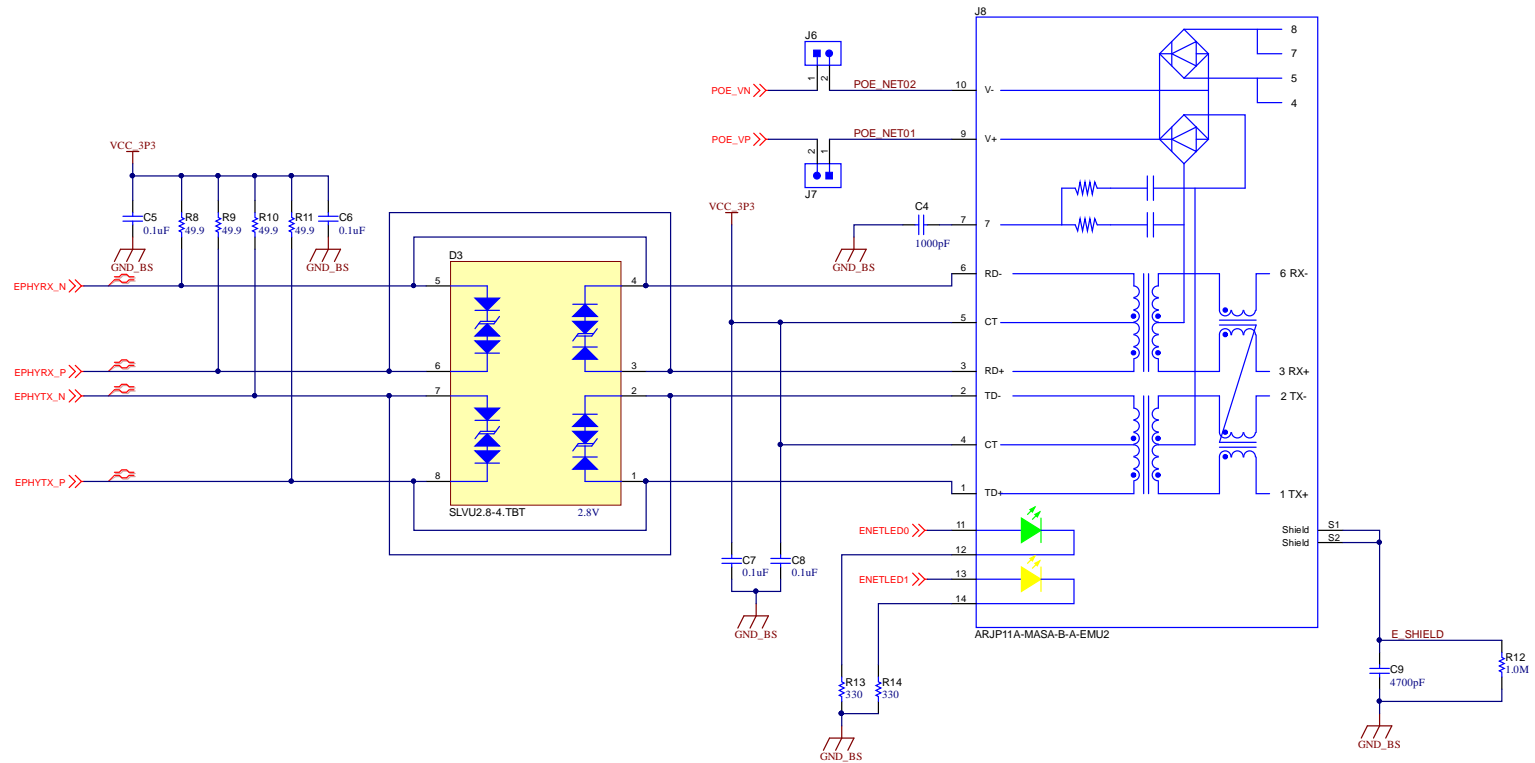 J8
J6
1
2
POE_VN
POE_NET02
10
V-
8
7
5
4
POE_VP
POE_NET01
9
V+
2
1
J7
VCC_3P3
C5
0.1uF
R8
49.9
R9
49.9
R10
49.9
R11
49.9
C6
0.1uF
GND_BS
GND_BS
VCC_3P3
C4
1000pF
7
7
GND_BS
D3
EPHYRX_N
5
4
6
RD-
6 RX-
5
CT
EPHYRX_P
6
3
3
RD+
3 RX+
EPHYTX_N
7
2
2
TD-
2 TX-
4
CT
EPHYTX_P
8
1
1
TD+
1 TX+
SLVU2.8-4.TBT
2.8V
ENETLED0
11
12
ENETLED1
13
14
Shield
S1
Shield
S2
C7
0.1uF
C8
0.1uF
GND_BS
ARJP11A-MASA-B-A-EMU2
E_SHIELD
C9
4700pF
R12
1.0M
R13
330
R14
330
GND_BS
GND_BS